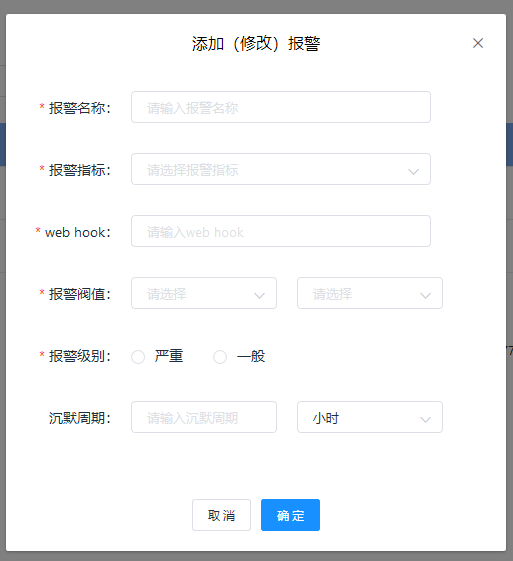 添加（修改）报警
* 报警名称：
请输入报警名称
* 报警指标：
请选择报警指标
* web hook：
请输入web hook
* 报警阀值：
请选择
请选择
* 报警级别：
严重
一般
沉默周期：
请输入沉默周期
小时
取消
确定